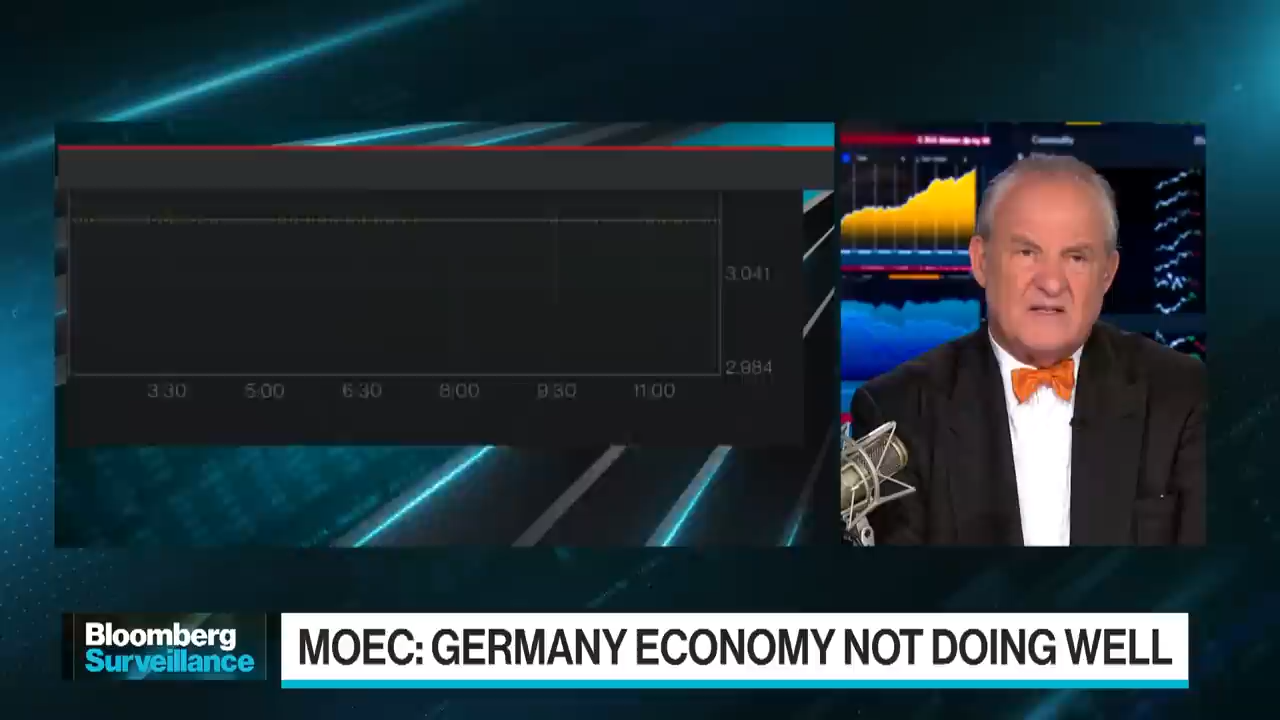 Commodity
3.041
2.984
3:30
5:00
6:30
8:00
9:30
11:00
Bloomberg
Surveillance
MOEC: GERMANY ECONOMY NOT DOING WELL